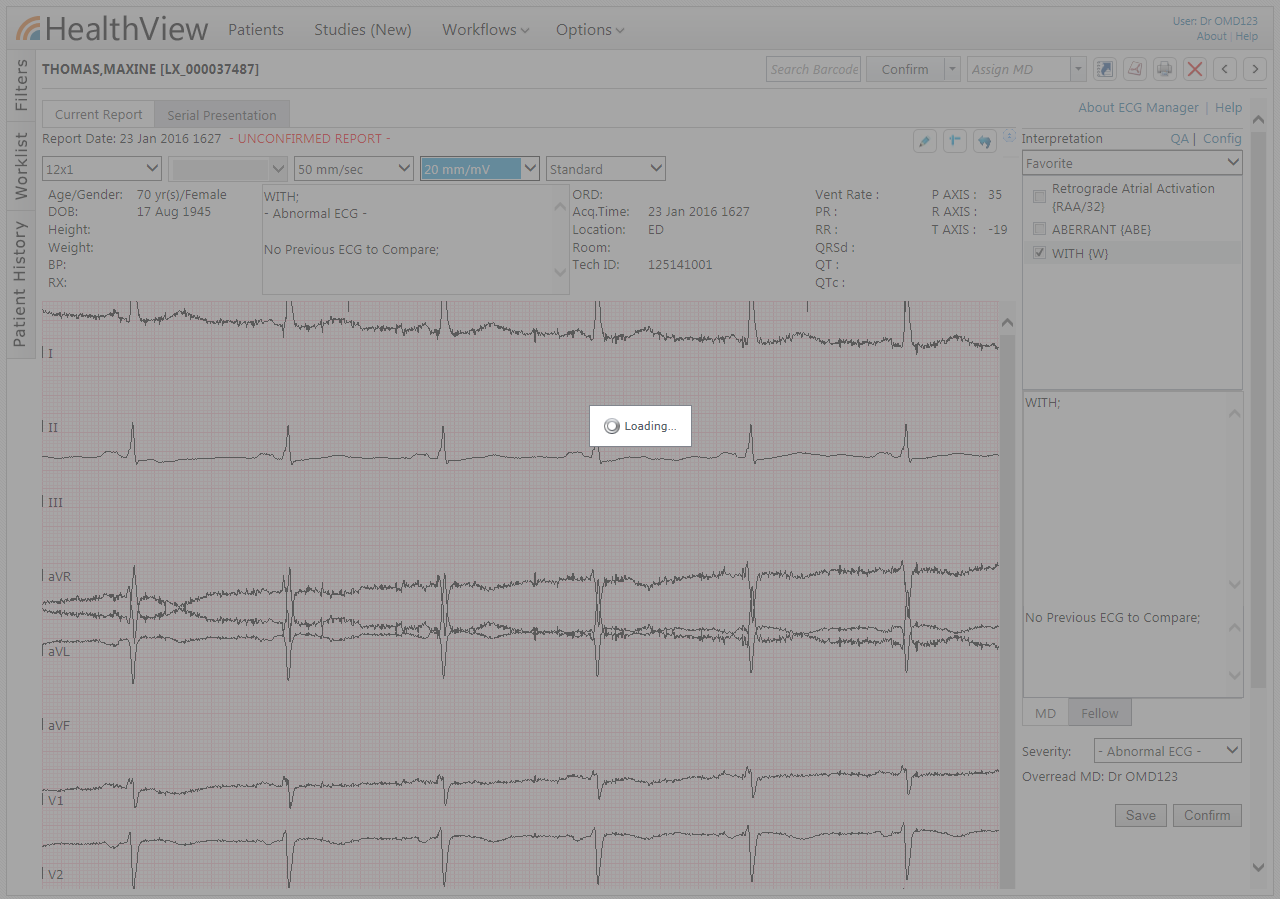 HealthView Patients Studies (New) Workflows Options
User: Dr OMD123
About | Help
THOMAS,MAXINE [LX_000037487] Search Barcode Confirm Assign MD
Filters
Worklist
Patient History
Current Report Serial Presentation
About ECG Manager | Help
Report Date: 23 Jan 2016 1627 - UNCONFIRMED REPORT -
12x1 50 mm/sec 20 mm/mV Standard
Age/Gender: 70 yr(s)/Female
DOB: 17 Aug 1945
Height:
Weight:
BP:
RX:
WITH;
- Abnormal ECG -
No Previous ECG to Compare;
ORD:
Acq.Time: 23 Jan 2016 1627
Location: ED
Room:
Tech ID: 125141001
Vent Rate :
PR :
RR :
QRSd :
QT :
QTc :
P AXIS : 35
R AXIS :
T AXIS : -19
I
II
III
aVR
aVL
aVF
V1
V2
Loading...
Interpretation QA | Config
Favorite
Retrograde Atrial Activation
{RAA/32}
ABERRANT {ABE}
WITH {W}
WITH;
No Previous ECG to Compare;
MD Fellow
Severity: - Abnormal ECG -
Overread MD: Dr OMD123
Save Confirm